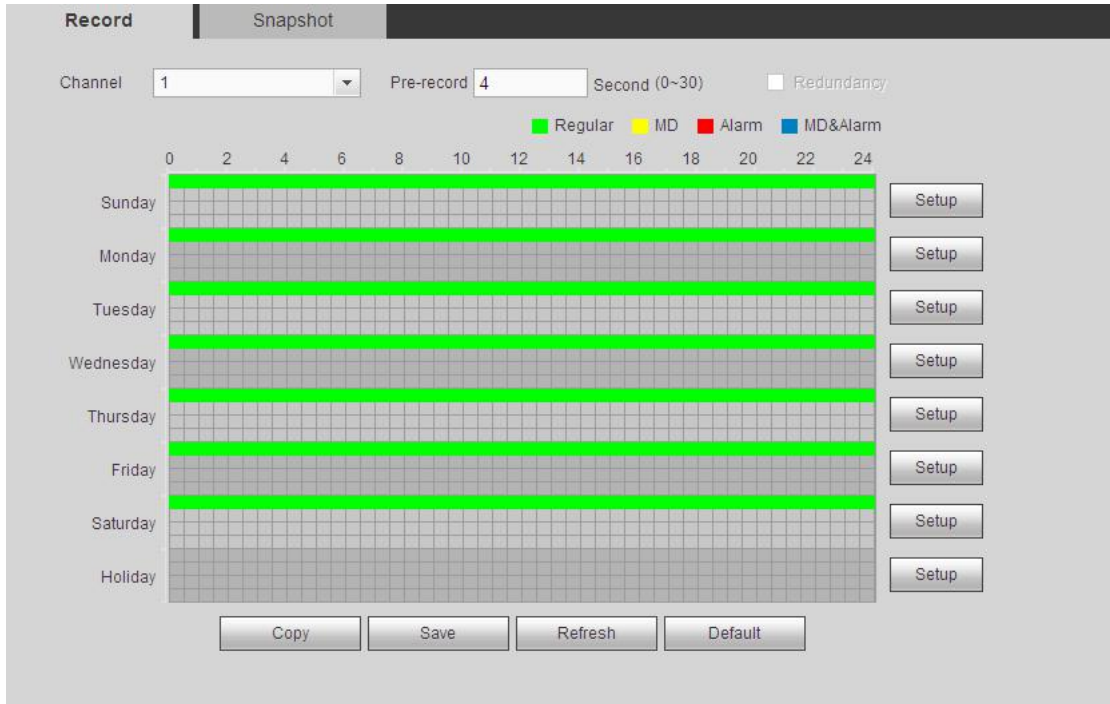 Record Snapshot
Channel 1 Pre-record 4 Second (0~30) Redundancy
Regular MD Alarm MD&Alarm
0 2 4 6 8 10 12 14 16 18 20 22 24
Sunday Setup
Monday Setup
Tuesday Setup
Wednesday Setup
Thursday Setup
Friday Setup
Saturday Setup
Holiday Setup
Copy Save Refresh Default